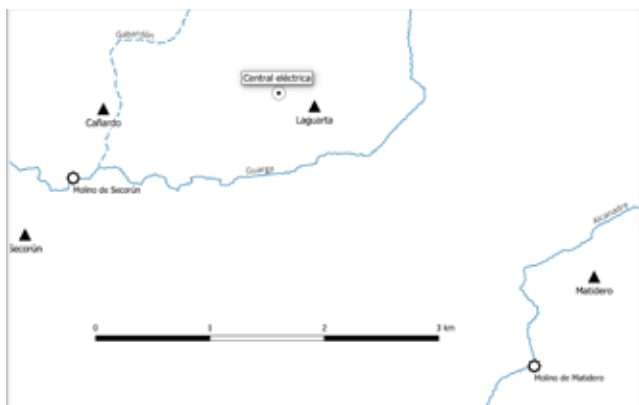 Gabardón
Central eléctrica
Cañardo
Laguarta
Guarga
Molino de Secorún
Alcanadre
Secorún
Matidero
0 1 2 3 km
Molino de Matidero